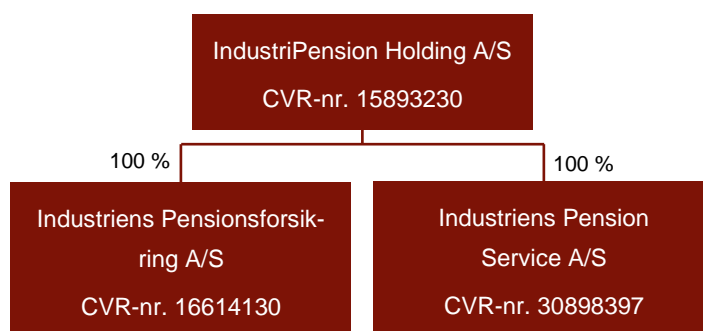 IndustriPension Holding A/S
CVR-nr. 15893230
100 %
100 %
Industriens Pensionsforsik-
ring A/S
CVR-nr. 16614130
Industriens Pension
Service A/S
CVR-nr. 30898397